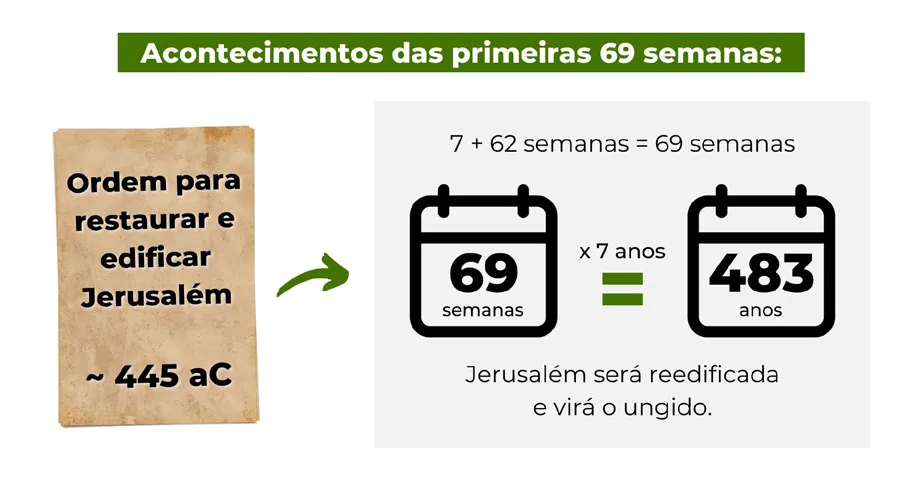 Acontecimentos das primeiras 69 semanas:
Ordem para
restaurar e
edificar
Jerusalém
~ 445 aC
7 + 62 semanas = 69 semanas
69
semanas
x 7 anos
=
483
anos
Jerusalém será reedificada
e virá o ungido.